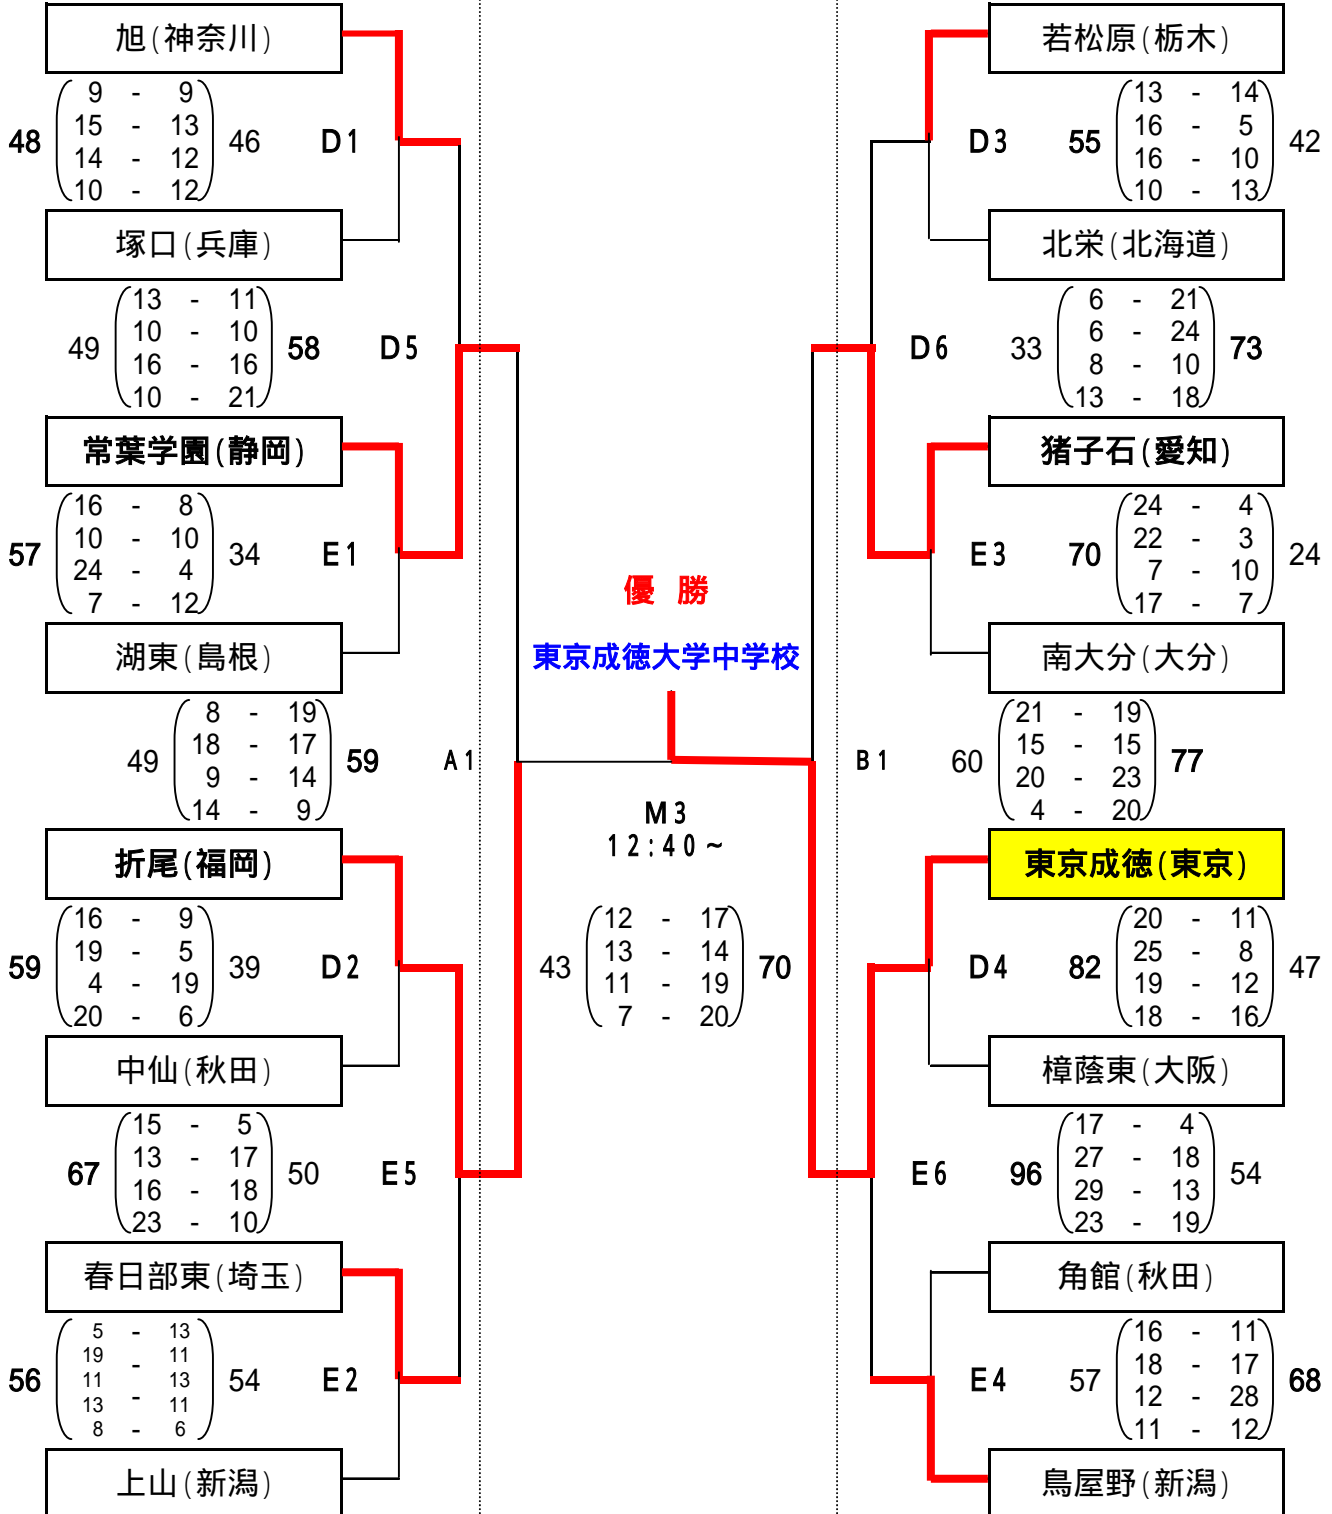 旭(神奈川)
9 - 9
15 - 13
48 46 D1
14 - 12
10 - 12
塚口(兵庫)
13 - 11
10 - 10
49 58 D5
16 - 16
10 - 21
常葉学園(静岡)
16 - 8
10 - 10
57 34 E1
24 - 4
7 - 12
湖東(島根)
8 - 19
18 - 17
49 59 A1
9 - 14
14 - 9
折尾(福岡)
16 - 9
19 - 5
59 39 D2
4 - 19
20 - 6
中仙(秋田)
15 - 5
13 - 17
67 50 E5
16 - 18
23 - 10
春日部東(埼玉)
5 - 13
19 - 11
56 11 - 13 54 E2
13 - 11
8 - 6
上山(新潟)
優 勝
東京成徳大学中学校
M3
12:40~
12 - 17
13 - 14
43 70
11 - 19
7 - 20
若松原(栃木)
13 - 14
16 - 5
D3 55 42
16 - 10
10 - 13
北栄(北海道)
6 - 21
6 - 24
D6 33 73
8 - 10
13 - 18
猪子石(愛知)
24 - 4
22 - 3
E3 70 24
7 - 10
17 - 7
南大分(大分)
21 - 19
15 - 15
B1 60 77
20 - 23
4 - 20
東京成徳(東京)
20 - 11
25 - 8
D4 82 47
19 - 12
18 - 16
樟蔭東(大阪)
17 - 4
27 - 18
E6 96 54
29 - 13
23 - 19
角館(秋田)
16 - 11
18 - 17
E4 57 68
12 - 28
11 - 12
鳥屋野(新潟)